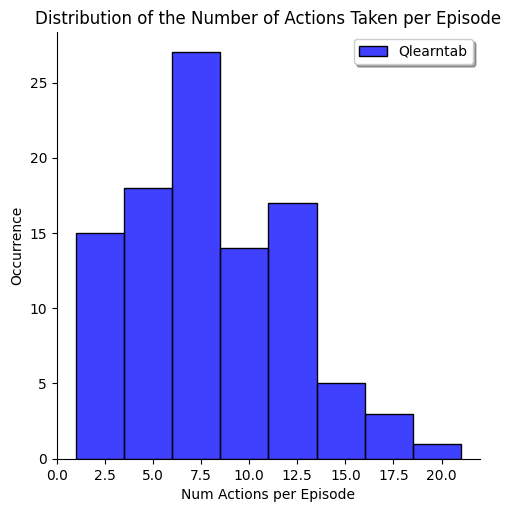 Distribution of the Number of Actions Taken per Episode
Qlearntab
25
20
15
10
5
0
Occurrence
0.0 2.5 5.0 7.5 10.0 12.5 15.0 17.5 20.0
Num Actions per Episode